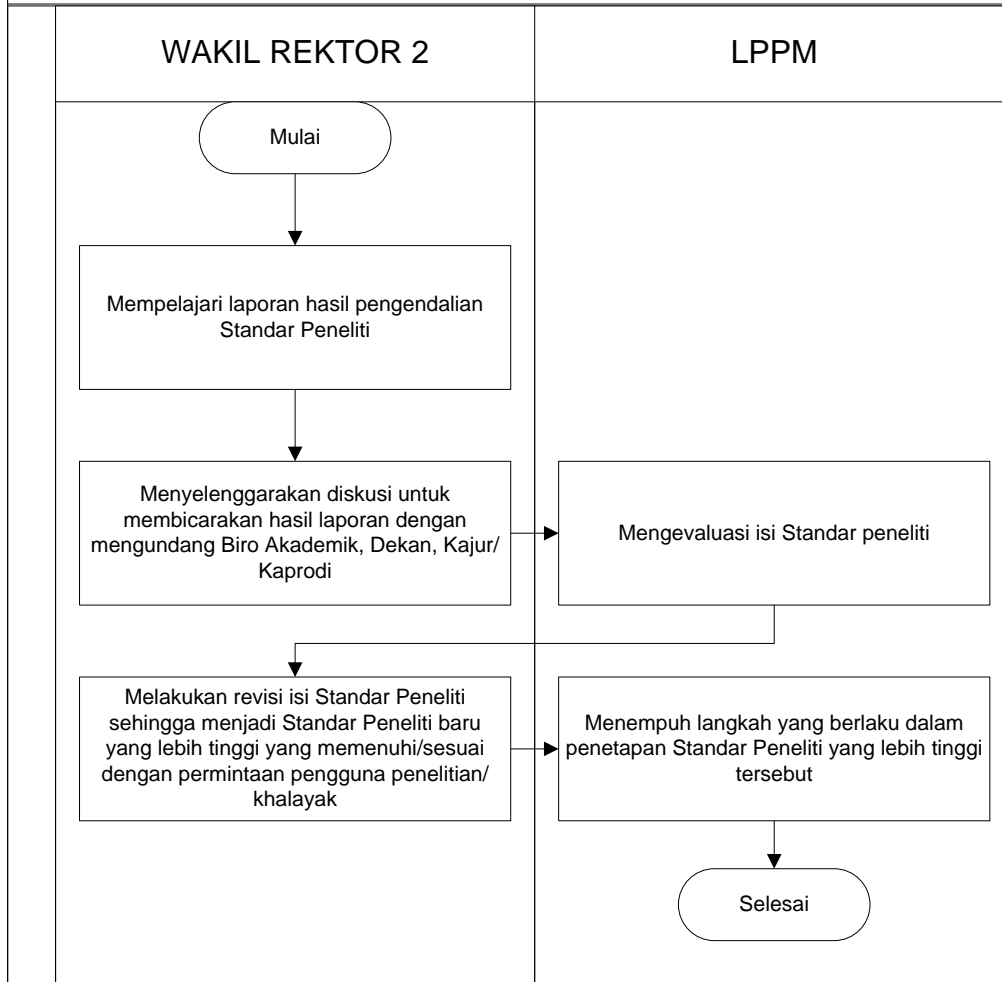 WAKIL REKTOR 2
LPPM
Mulai
Mempelajari laporan hasil pengendalian
Standar Peneliti
Menyelenggarakan diskusi untuk
membicarakan hasil laporan dengan
mengundang Biro Akademik, Dekan, Kajur/
Kaprodi
Mengevaluasi isi Standar peneliti
Melakukan revisi isi Standar Peneliti
sehingga menjadi Standar Peneliti baru
yang lebih tinggi yang memenuhi/sesuai
dengan permintaan pengguna penelitian/
khalayak
Menempuh langkah yang berlaku dalam
penetapan Standar Peneliti yang lebih tinggi
tersebut
Selesai